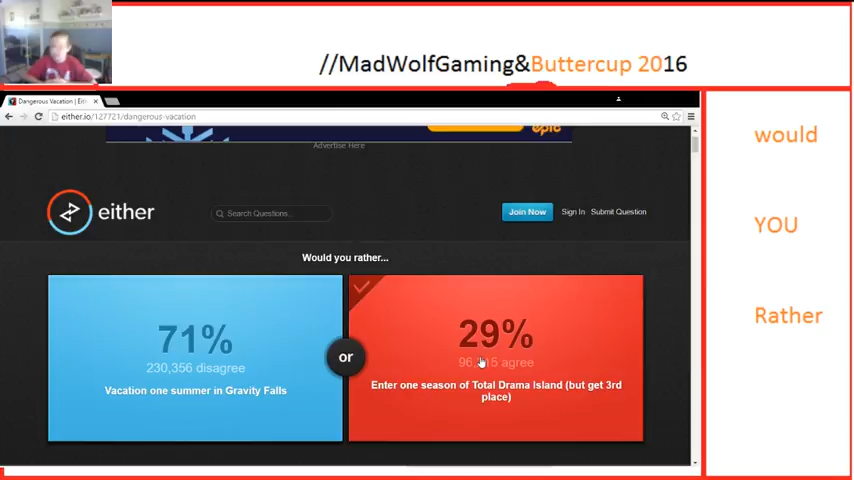 //MadWolfGaming&Buttercup 2016
Dangerous Vacation | Eit
either.io/127721/dangerous-vacation
epic
Advertise Here
either
Search Questions...
Join Now
Sign In
Submit Question
Would you rather...
71%
230,356 disagree
Vacation one summer in Gravity Falls
or
29%
agree
Enter one season of Total Drama Island (but get 3rd
place)
would
YOU
Rather